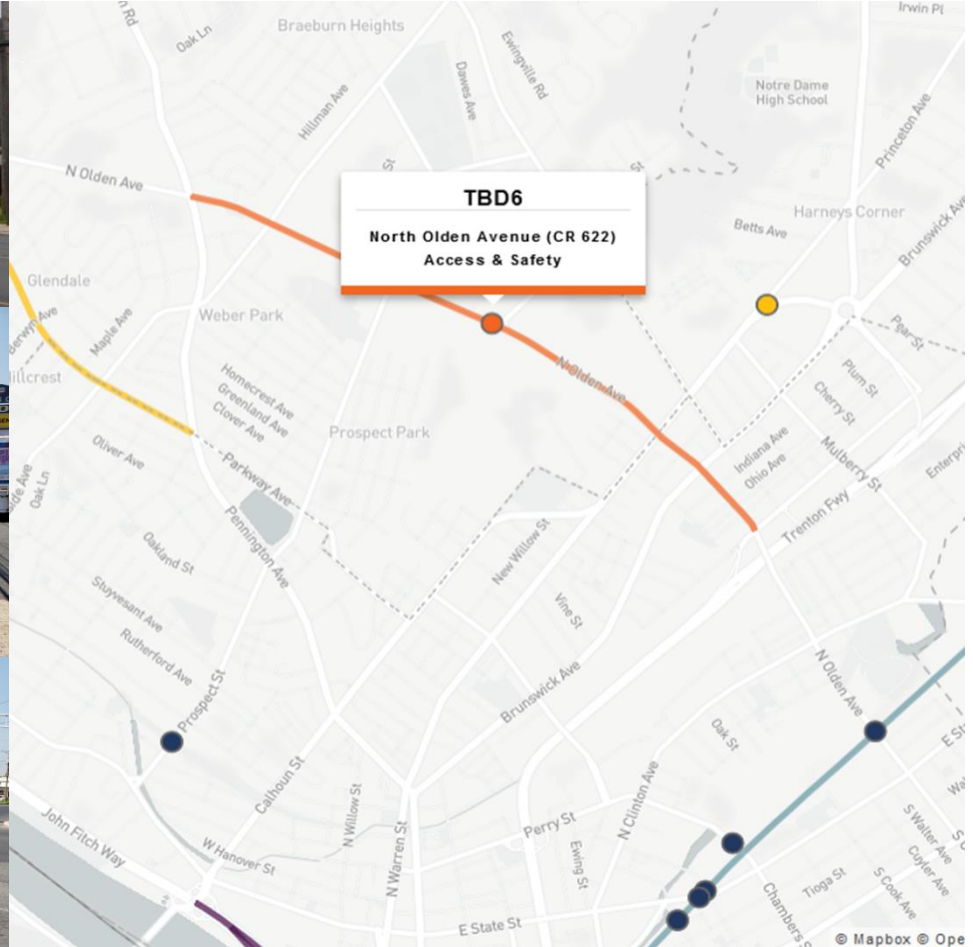 Irwin Pl
Oak Ln
Braeburn Heights
Ewingville Rd
Dawes Ave
Hillman Ave
Notre Dame
High School
Princeton Ave
N Olden Ave
St
St
TBD6
North Olden Avenue (CR 622)
Access & Safety
Harneys Corner
Betts Ave
Brunswick Ave
Glendale
Berwyn Ave
Maple Ave
Weber Park
Pear St
Plum St
Cherry St
N Olden Ave
Homecrest Ave
Greenland Ave
Clover Ave
Prospect Park
Oliver Ave
Oak Ln
Parkway Ave
Indiana Ave
Ohio Ave
Mulberry St
Trenton Fwy
Pennington Ave
New Willow St
Oakland St
Stuyvesant Ave
Rutherford Ave
Vine St
Brunswick Ave
Prospect St
N Olden Ave
Oak St
Calhoun St
N Willow St
N Clinton Ave
John Fitch Way
W Hanover St
N Warren St
Perry St
Ewing St
E State St
S Walter Ave
Cuyler Ave
S Cook Ave
Tioga St
Chambers S
© Mapbox © Ope